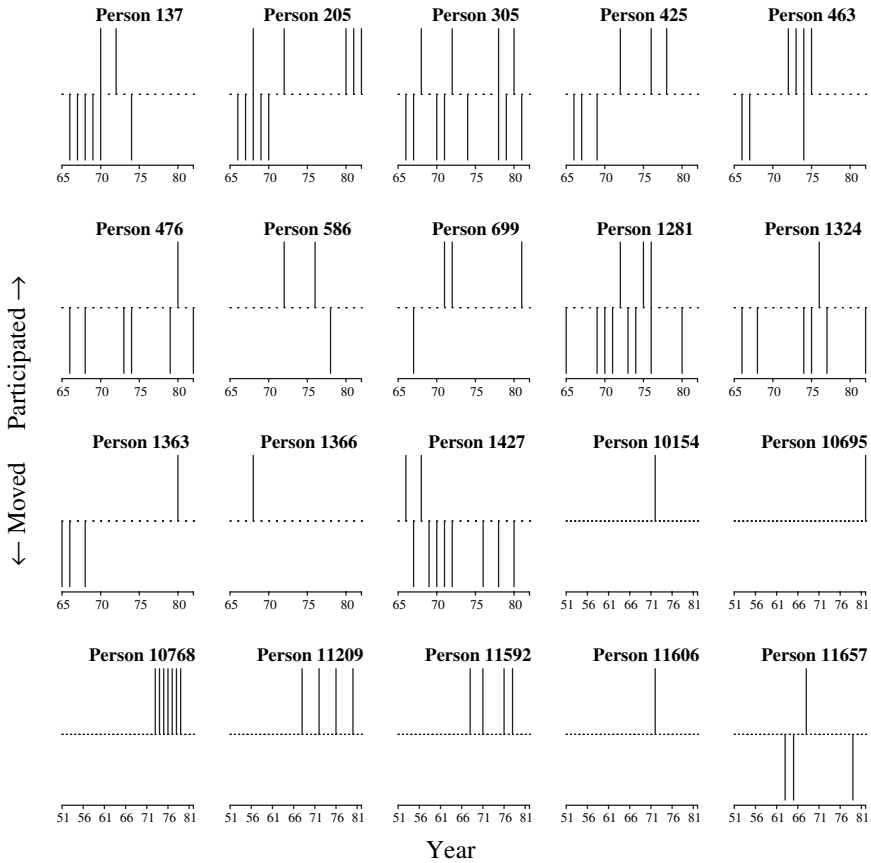 Person 137 Person 205 Person 305 Person 425 Person 463
65 70 75 80 65 70 75 80 65 70 75 80 65 70 75 80 65 70 75 80
Person 476 Person 586 Person 699 Person 1281 Person 1324
65 70 75 80 65 70 75 80 65 70 75 80 65 70 75 80 65 70 75 80
Person 1363 Person 1366 Person 1427 Person 10154 Person 10695
65 70 75 80 65 70 75 80 65 70 75 80 51 56 61 66 71 76 81 51 56 61 66 71 76 81
Person 10768 Person 11209 Person 11592 Person 11606 Person 11657
51 56 61 66 71 76 81 51 56 61 66 71 76 81 51 56 61 66 71 76 81 51 56 61 66 71 76 81 51 56 61 66 71 76 81
← Moved Participated →
Year